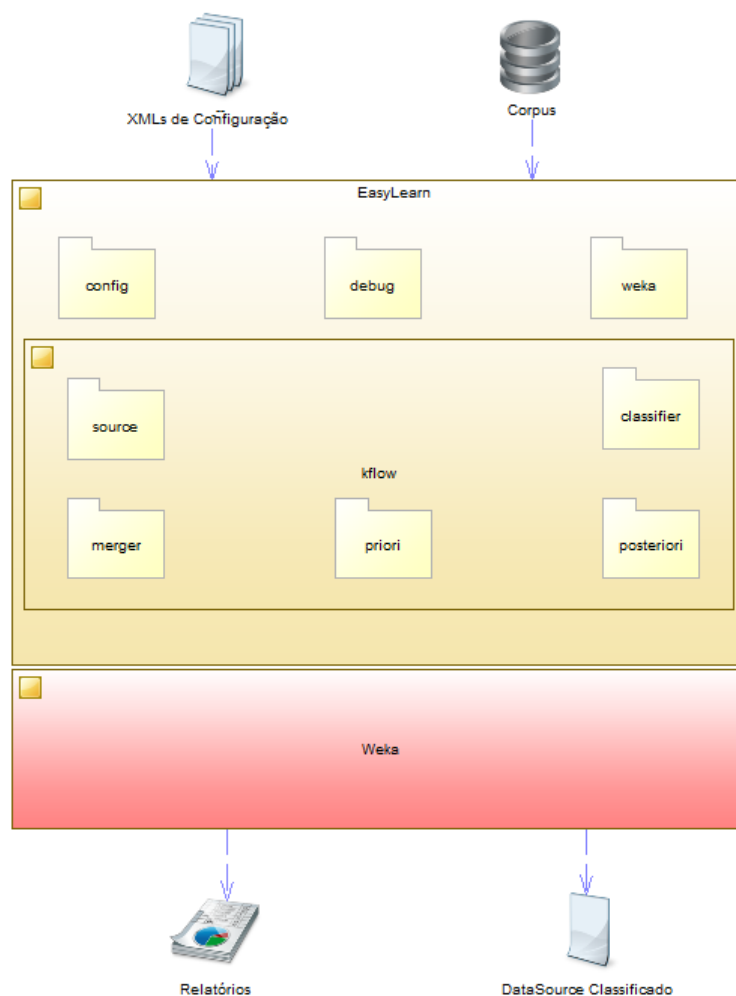 XMLs de Configuração
Corpus
EasyLearn
config
debug
weka
source
classifier
kflow
merger
priori
posteriori
Weka
Relatórios
DataSource Classificado